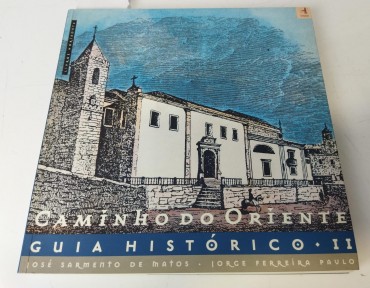 CAMINHO DO ORIENTE
GUIA HISTÓRICO · II
JOSÉ SARMENTO DE MATOS - JORGE FERREIRA PAULO